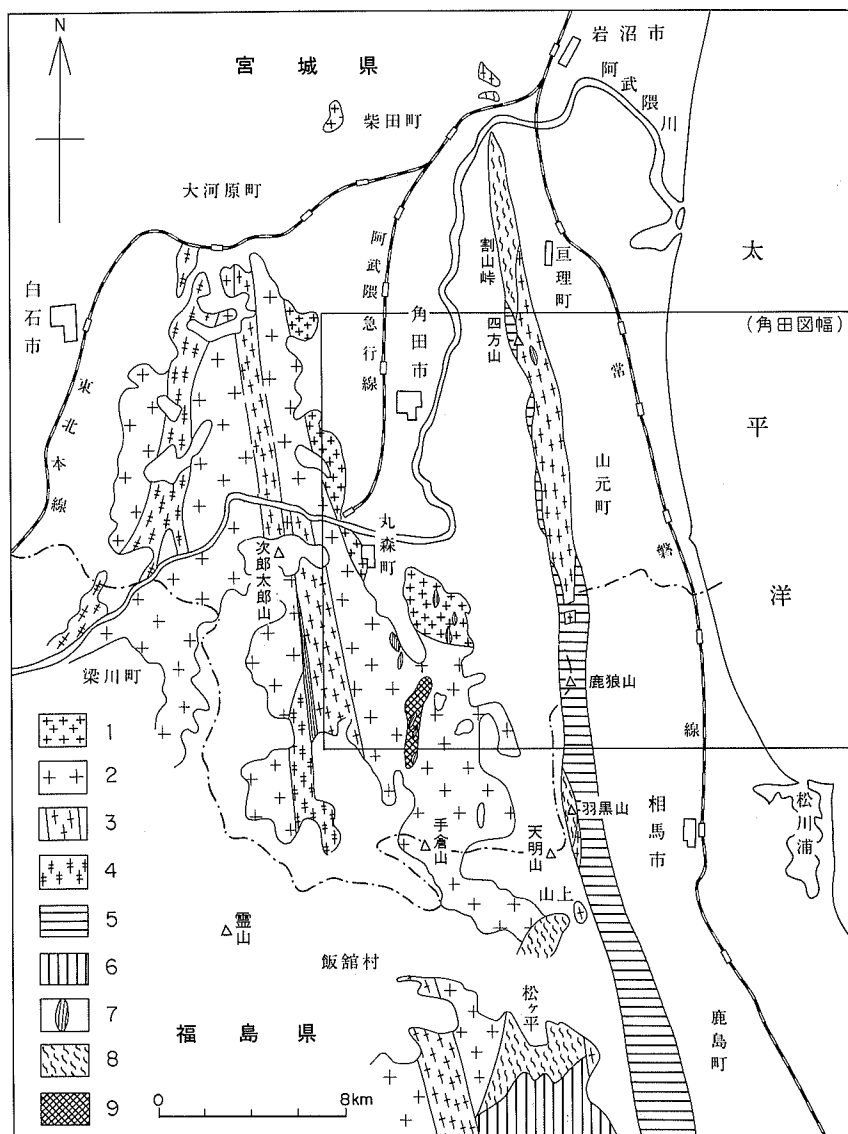 N
宮城県
岩沼市
阿武隈川
柴田町
大河原町
白石市
東北本線
阿武隈急行線
角田市
割山峠
亘理町
四方山
(角田図幅)
太平洋
常磐線
山元町
丸森町
次郎太郎山
梁川町
鹿狼山
羽黒山
相馬市
松川浦
手倉山
天明山
山上
霊山
飯舘村
松ヶ平
福島県
鹿島町
1
2
3
4
5
6
7
8
9
0 8km